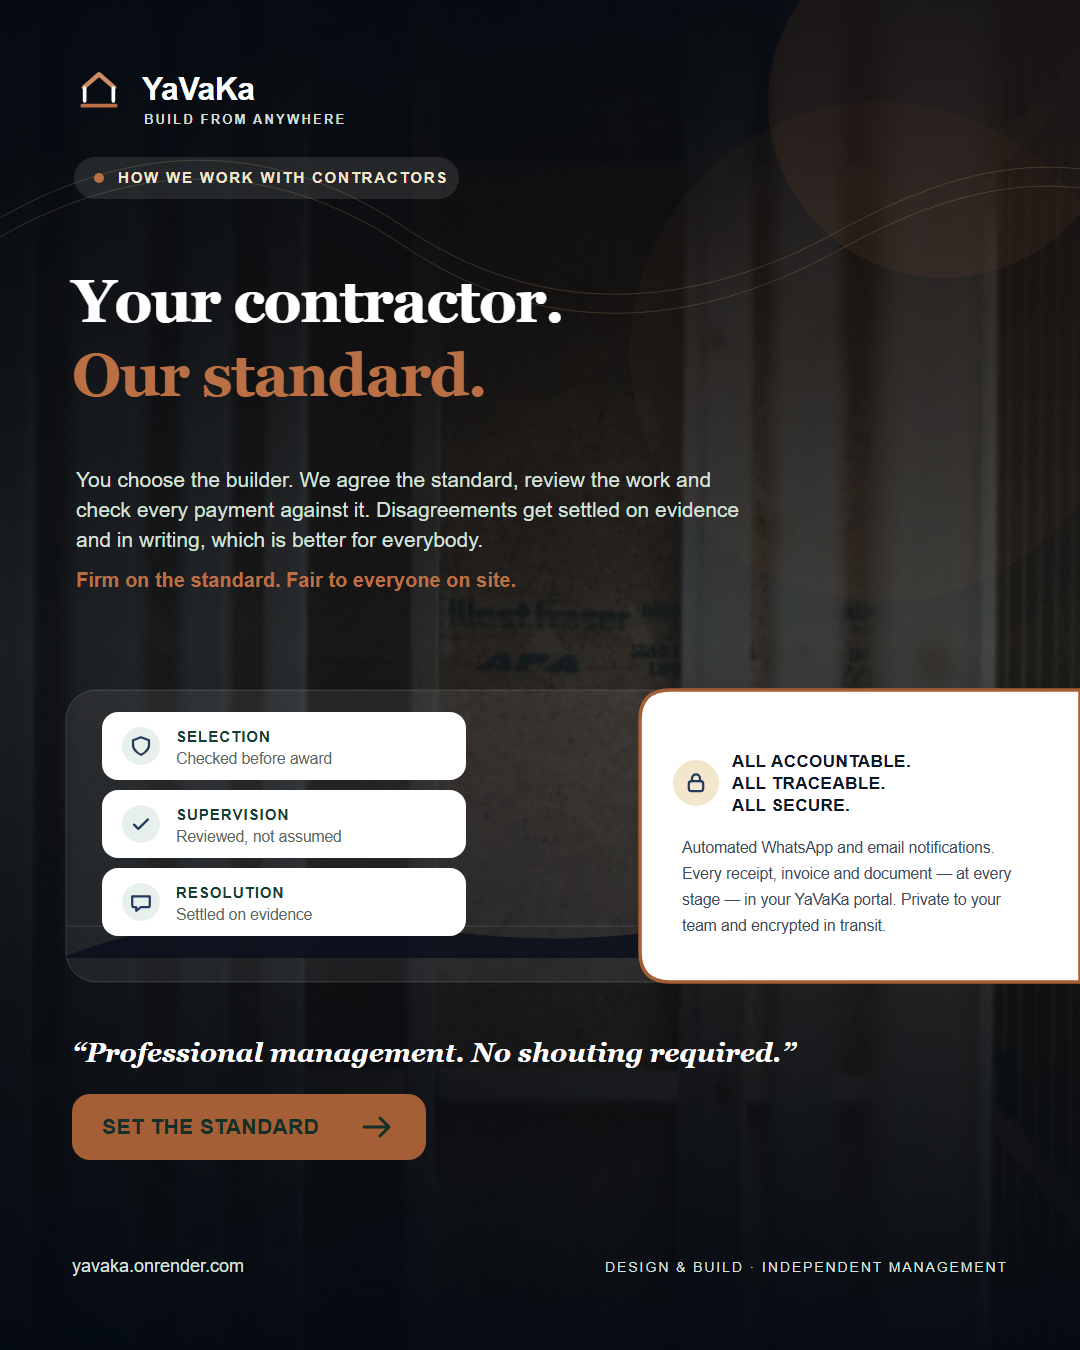 YaVaKa
BUILD FROM ANYWHERE
HOW WE WORK WITH CONTRACTORS
Your contractor.
Our standard.
You choose the builder. We agree the standard, review the work and
check every payment against it. Disagreements get settled on evidence
and in writing, which is better for everybody.
Firm on the standard. Fair to everyone on site.
West Fraser
APA
SELECTION
Checked before award
SUPERVISION
Reviewed, not assumed
RESOLUTION
Settled on evidence
ALL ACCOUNTABLE.
ALL TRACEABLE.
ALL SECURE.
Automated WhatsApp and email notifications.
Every receipt, invoice and document — at every
stage — in your YaVaKa portal. Private to your
team and encrypted in transit.
“Professional management. No shouting required.”
SET THE STANDARD
yavaka.onrender.com
DESIGN & BUILD · INDEPENDENT MANAGEMENT